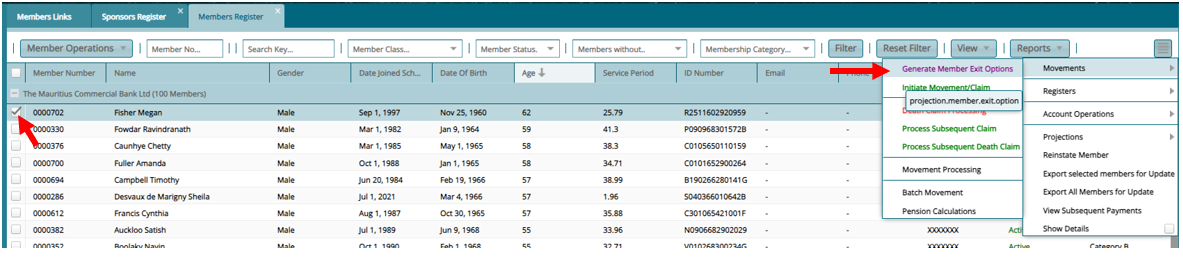 Members Links Sponsors Register × Members Register ×
Member Operations Member No... Search Key... Member Class... Member Status. Members without.. Membership Category... Filter Reset Filter View Reports
Member Number Name Gender Date Joined Sch... Date Of Birth Age Service Period ID Number Email
The Mauritius Commercial Bank Ltd (100 Members)
0000702 Fisher Megan Male Sep 1, 1997 Nov 25, 1960 62 25.79 R2511602920959 - -
0000330 Fowdar Ravindranath Male Mar 1, 1982 Jan 9, 1964 59 41.3 P090968301572B - -
0000376 Caunhye Chetty Male Mar 1, 1985 May 1, 1965 58 38.3 C0105650110159 - -
0000700 Fuller Amanda Male Oct 1, 1988 Jan 1, 1965 58 34.71 C0101652900264 - -
0000694 Campbell Timothy Male Jun 20, 1984 Feb 19, 1966 57 38.99 B190266280141G - -
0000286 Desvaux de Marigny Sheila Male Jul 1, 2021 Mar 4, 1966 57 1.96 S040366010642B - -
0000612 Francis Cynthia Male Aug 1, 1987 Oct 30, 1965 57 35.88 C301065421001F - -
0000382 Auckloo Satish Male Jul 1, 1989 Jun 9, 1968 55 33.96 N0906682902029 - - XXXXXXX
0000352 Boolaky Navin Male Oct 1, 1990 Feb 1, 1968 55 32.71 V010268300234G - - XXXXXXX Active Category B
Generate Member Exit Options
Initiate Movement/Claim
projection.member.exit.option
Death Claim Processing
Process Subsequent Claim
Process Subsequent Death Claim
Movement Processing
Batch Movement
Pension Calculations
Movements
Registers
Account Operations
Projections
Reinstate Member
Export selected members for Update
Export All Members for Update
View Subsequent Payments
Show Details